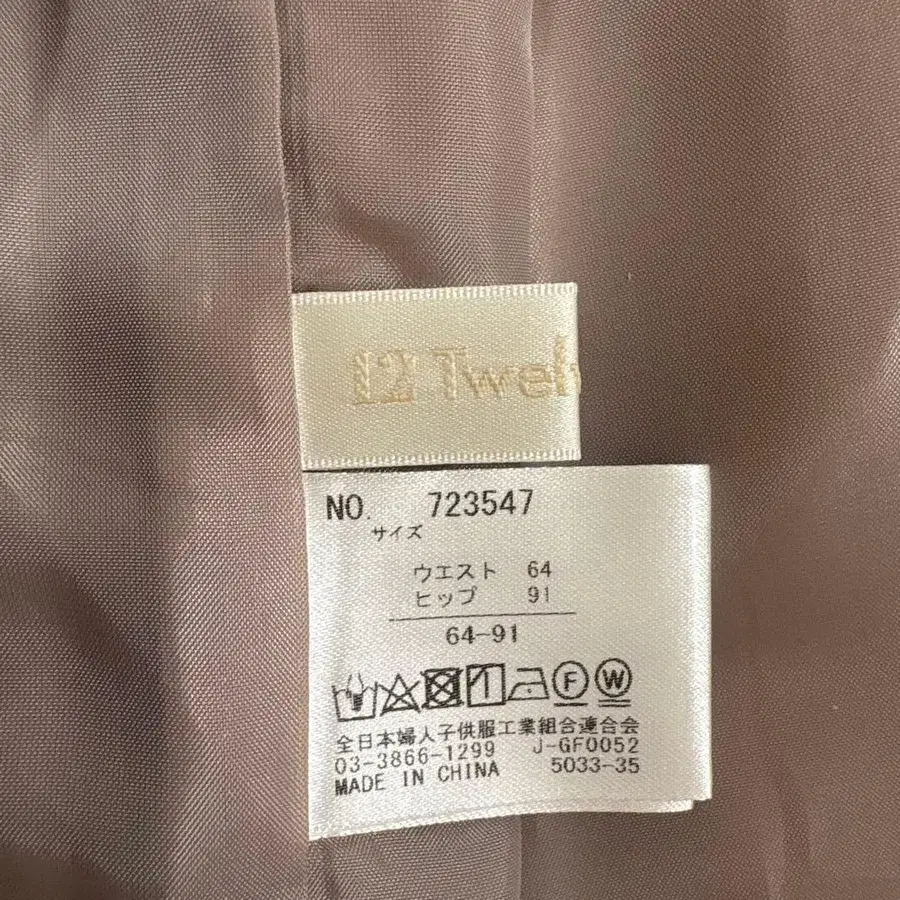 12 Twel
NO. 723547
サイズ
ウエスト 64
ヒップ 91
64-91
F W
全日本婦人子供服工業組合連合会
03-3866-1299 J-GF0052
MADE IN CHINA 5033-35